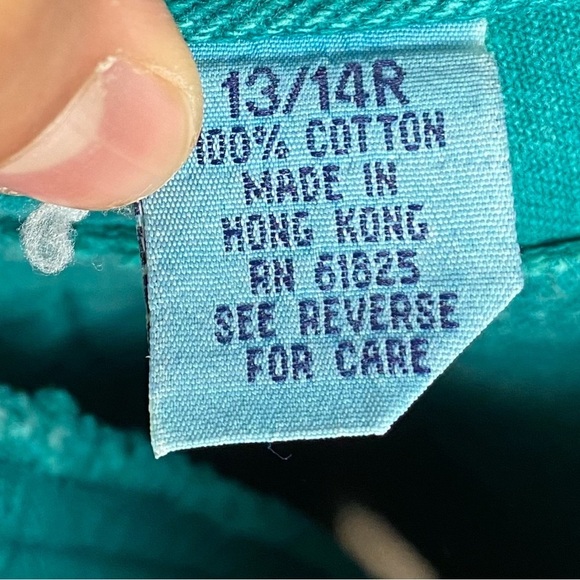 13/14R
100% COTTON
MADE IN
HONG KONG
RN 61825
SEE REVERSE
FOR CARE